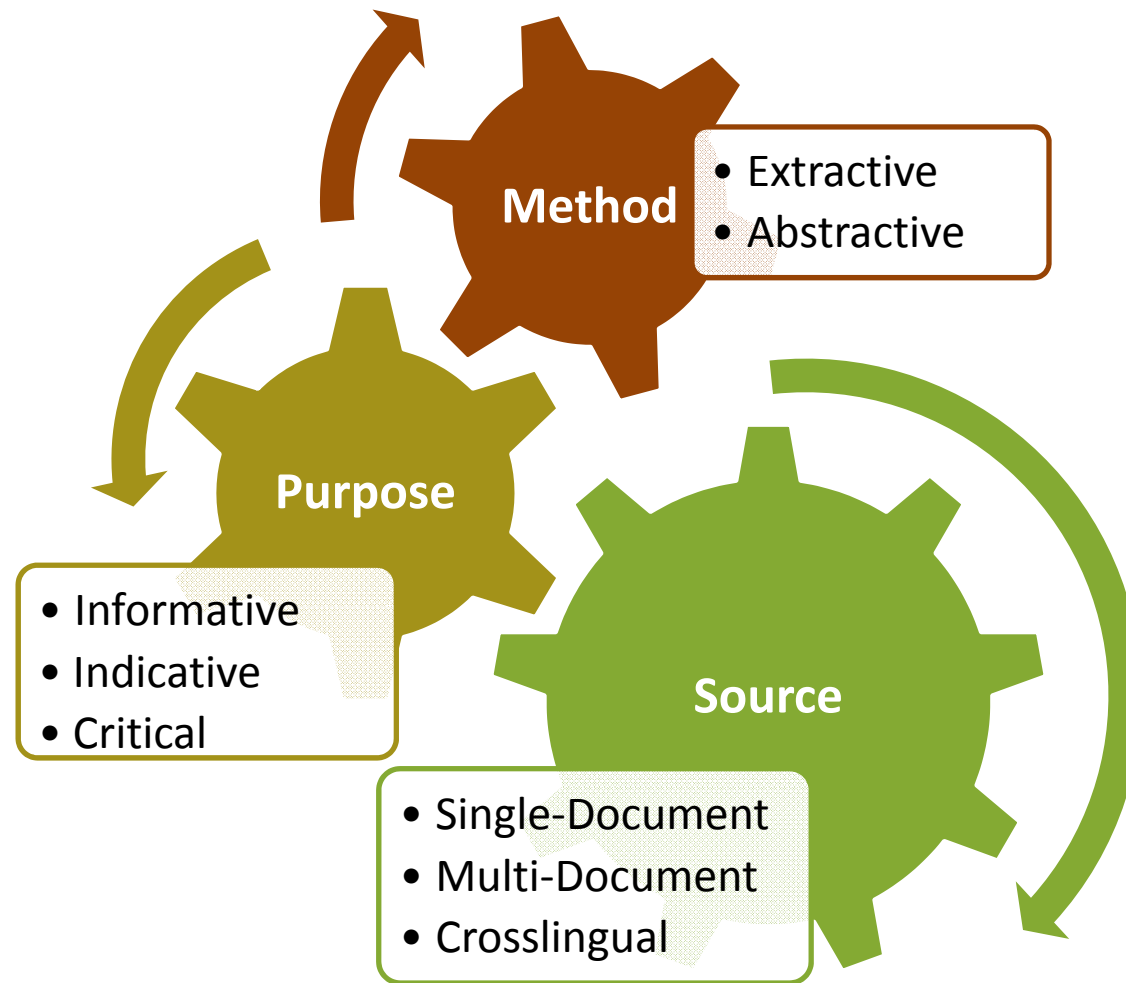 Method
• Extractive
• Abstractive
Purpose
• Informative
• Indicative
• Critical
Source
• Single-Document
• Multi-Document
• Crosslingual